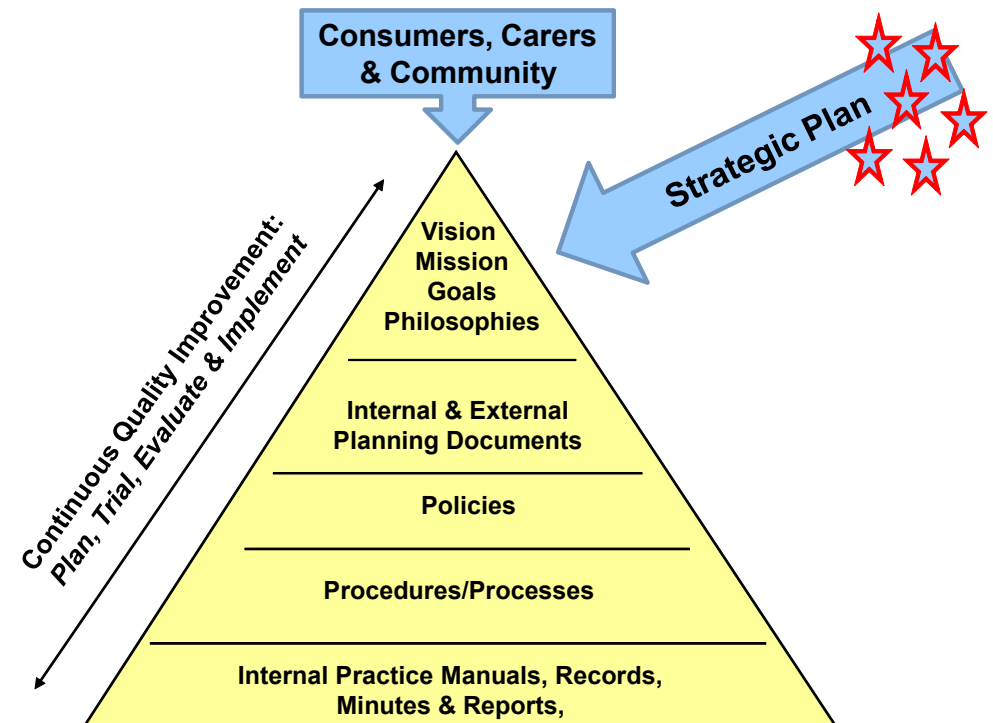 Consumers, Carers
& Community
Strategic Plan
Continuous Quality Improvement:
Plan, Trial, Evaluate & Implement
Vision
Mission
Goals
Philosophies
Internal & External
Planning Documents
Policies
Procedures/Processes
Internal Practice Manuals, Records,
Minutes & Reports,